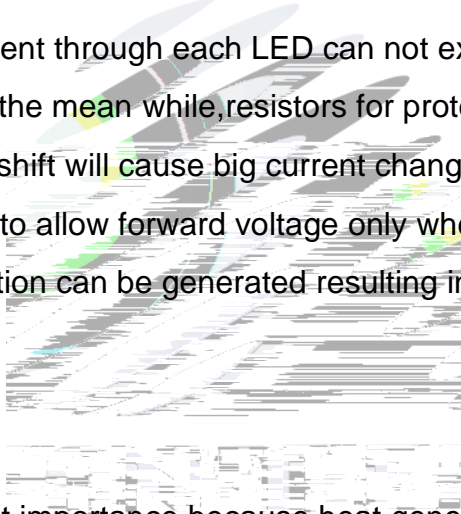 ent through each LED can not ex
the mean while,resistors for prote
shift will cause big current chang
to allow forward voltage only whe
tion can be generated resulting in
t importance because heat gene